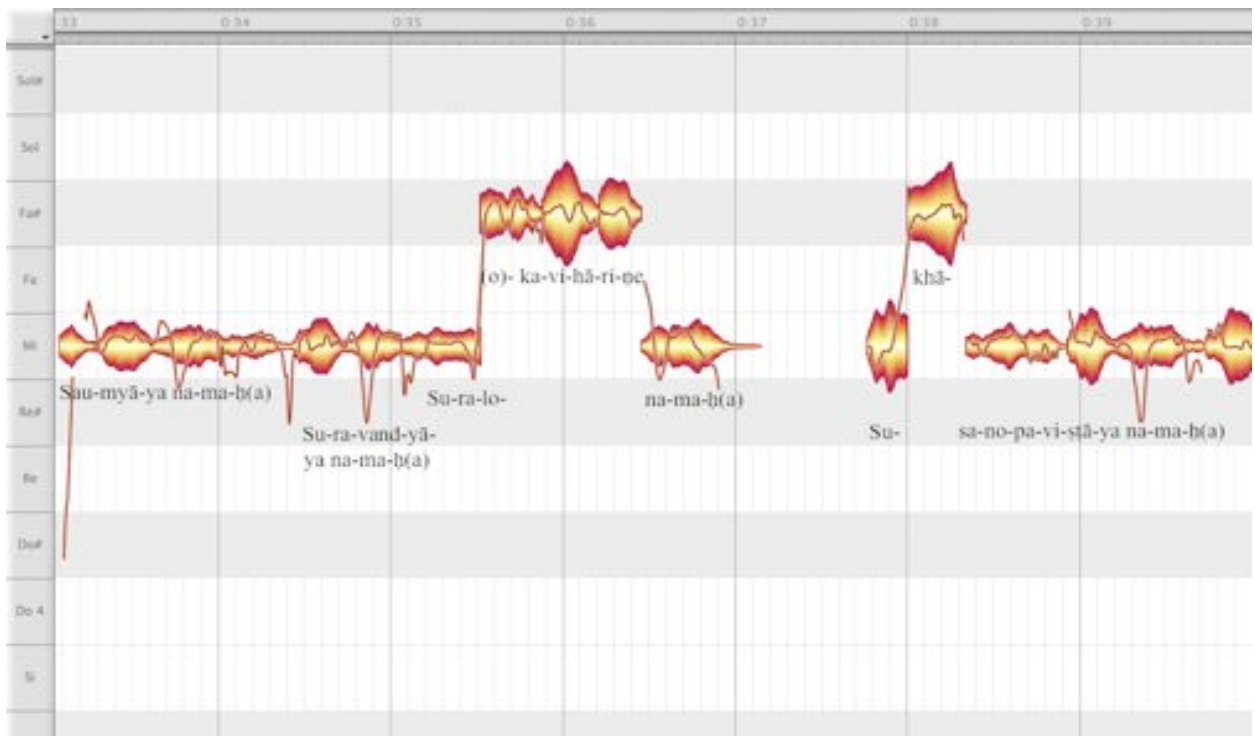 :33 0:34 0:35 0:36 0:37 0:38 0:39
Sol#
Sol
Fa#
Fa
Mi
Re#
Re
Do#
Do 4
Si
(o)- ka-vi-hā-ri-ṇe
khā-
Sau-myā-ya na-ma-ḥ(a)
Su-ra-lo-
na-ma-ḥ(a)
Su-ra-vand-yā-
ya na-ma-ḥ(a)
Su-
sa-no-pa-vi-ṣṭā-ya na-ma-ḥ(a)